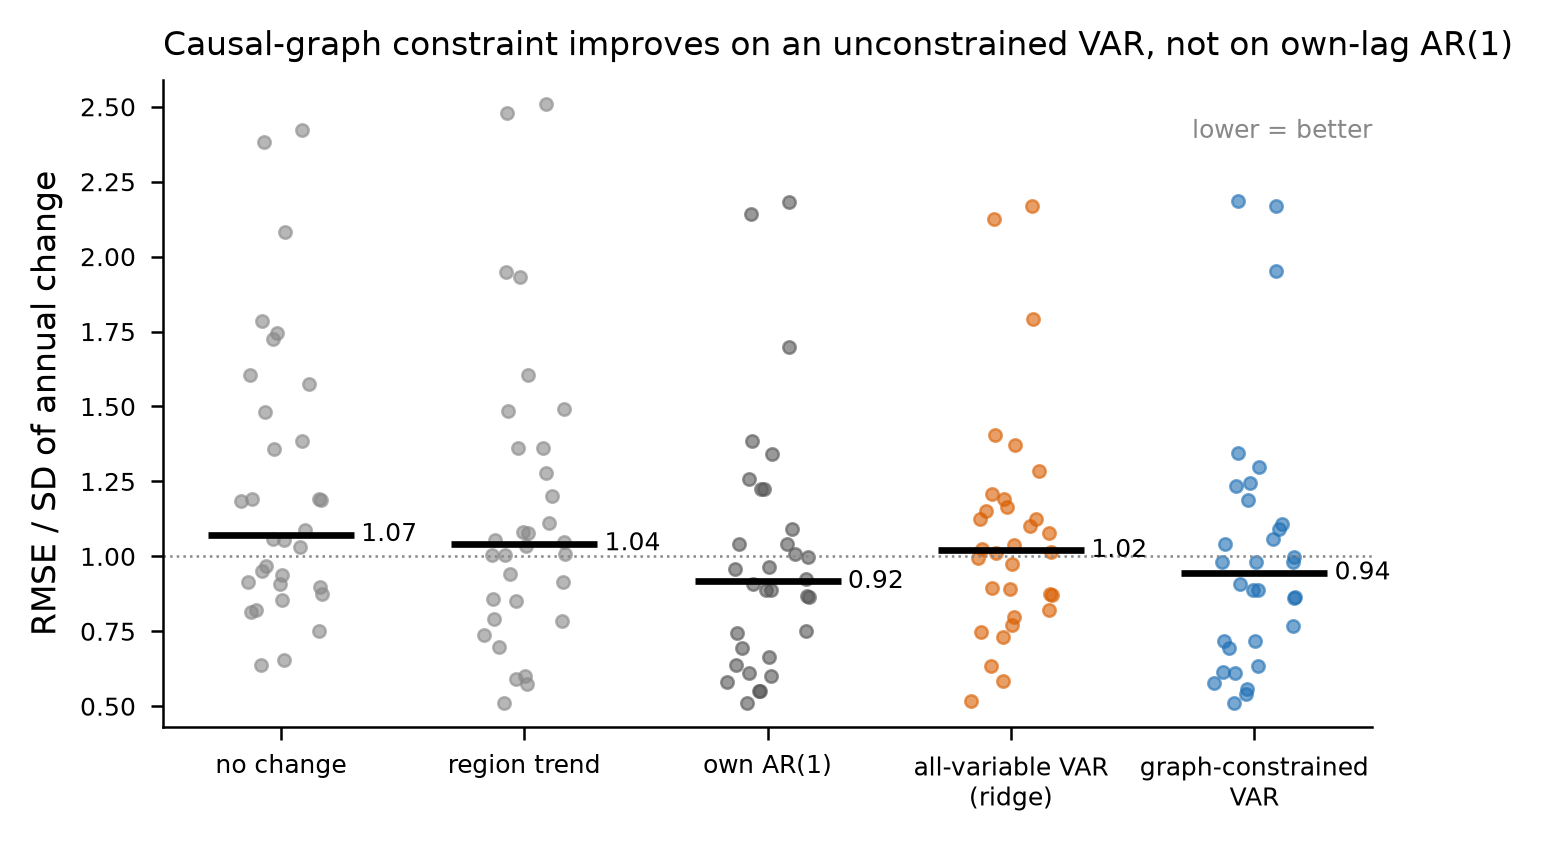 Causal-graph constraint improves on an unconstrained VAR, not on own-lag AR(1)
RMSE / SD of annual change
2.50
2.25
2.00
1.75
1.50
1.25
1.00
0.75
0.50
lower = better
1.07
1.04
0.92
1.02
0.94
no change
region trend
own AR(1)
all-variable VAR
(ridge)
graph-constrained
VAR